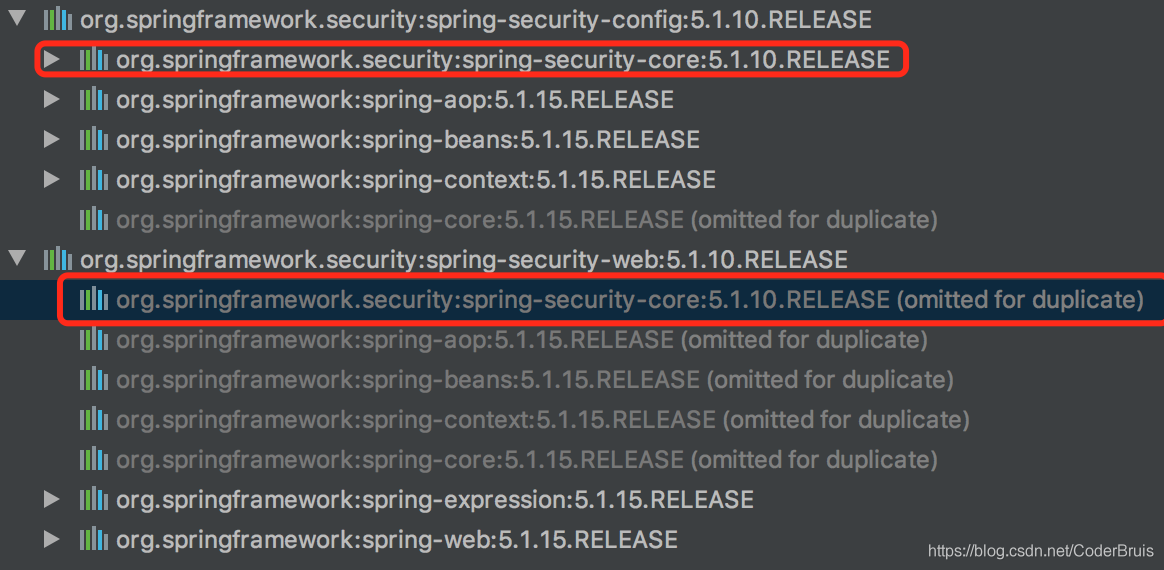 org.springframework.security:spring-security-config:5.1.10.RELEASE
org.springframework.security:spring-security-core:5.1.10.RELEASE
org.springframework:spring-aop:5.1.15.RELEASE
org.springframework:spring-beans:5.1.15.RELEASE
org.springframework:spring-context:5.1.15.RELEASE
org.springframework:spring-core:5.1.15.RELEASE (omitted for duplicate)
org.springframework.security:spring-security-web:5.1.10.RELEASE
org.springframework.security:spring-security-core:5.1.10.RELEASE (omitted for duplicate)
org.springframework:spring-aop:5.1.15.RELEASE (omitted for duplicate)
org.springframework:spring-beans:5.1.15.RELEASE (omitted for duplicate)
org.springframework:spring-context:5.1.15.RELEASE (omitted for duplicate)
org.springframework:spring-core:5.1.15.RELEASE (omitted for duplicate)
org.springframework:spring-expression:5.1.15.RELEASE
org.springframework:spring-web:5.1.15.RELEASE
https://blog.csdn.net/CoderBruis